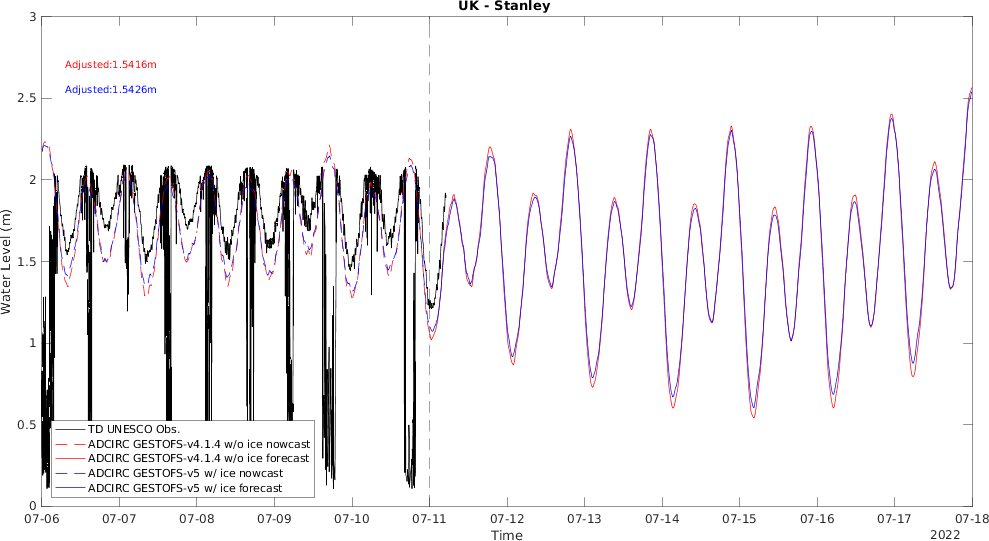 UK - Stanley
Adjusted:1.5416m
Adjusted:1.5426m
Water Level (m)
3
2.5
2
1.5
1
0.5
0
TD UNESCO Obs.
ADCIRC GESTOFS-v4.1.4 w/o ice nowcast
ADCIRC GESTOFS-v4.1.4 w/o ice forecast
ADCIRC GESTOFS-v5 w/ ice nowcast
ADCIRC GESTOFS-v5 w/ ice forecast
07-06 07-07 07-08 07-09 07-10 07-11 07-12 07-13 07-14 07-15 07-16 07-17 07-18
Time
2022